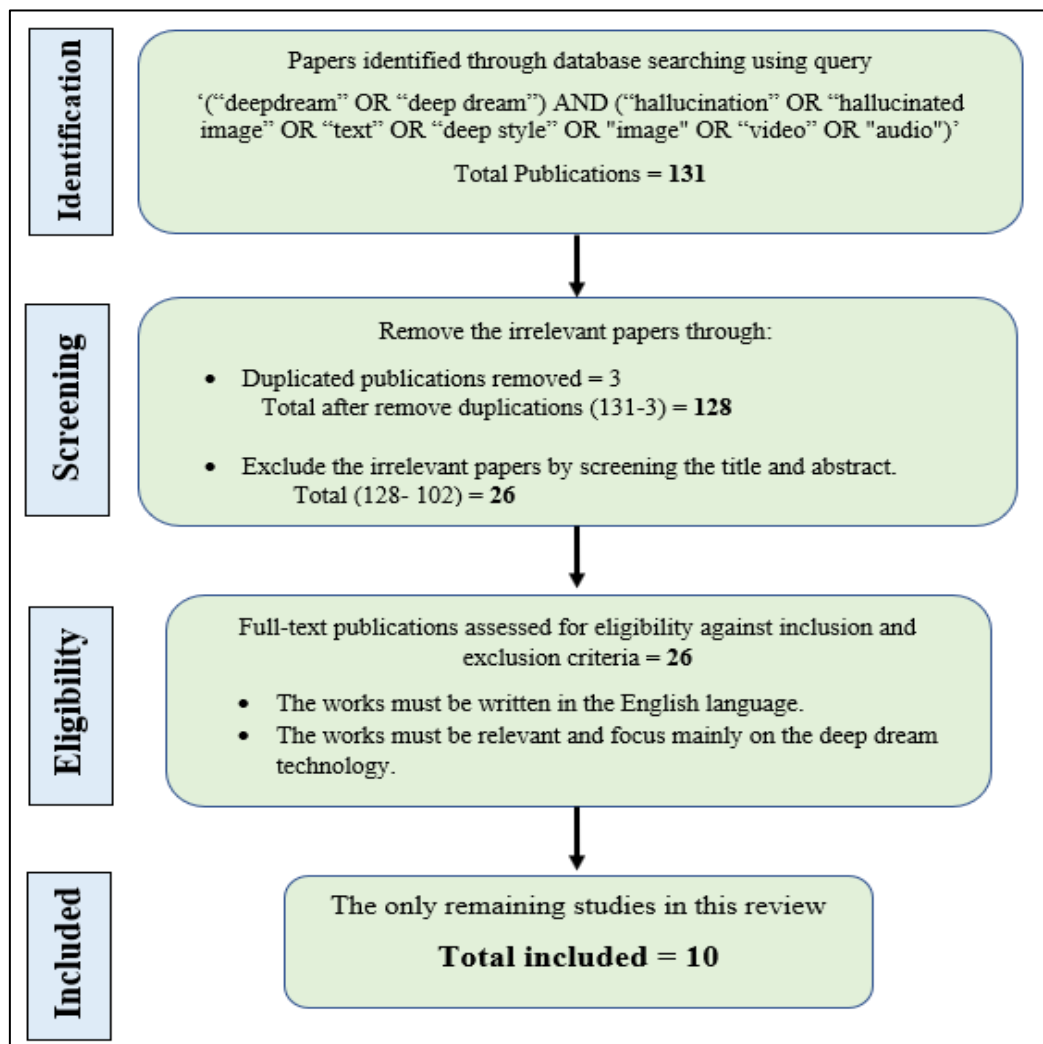 Identification
Papers identified through database searching using query
‘(“deepdream” OR “deep dream”) AND (“hallucination” OR “hallucinated
image” OR “text” OR “deep style” OR "image" OR “video” OR "audio")’
Total Publications = 131
Screening
Remove the irrelevant papers through:
• Duplicated publications removed = 3
Total after remove duplications (131-3) = 128
• Exclude the irrelevant papers by screening the title and abstract.
Total (128- 102) = 26
Eligibility
Full-text publications assessed for eligibility against inclusion and
exclusion criteria = 26
• The works must be written in the English language.
• The works must be relevant and focus mainly on the deep dream
technology.
Included
The only remaining studies in this review
Total included = 10